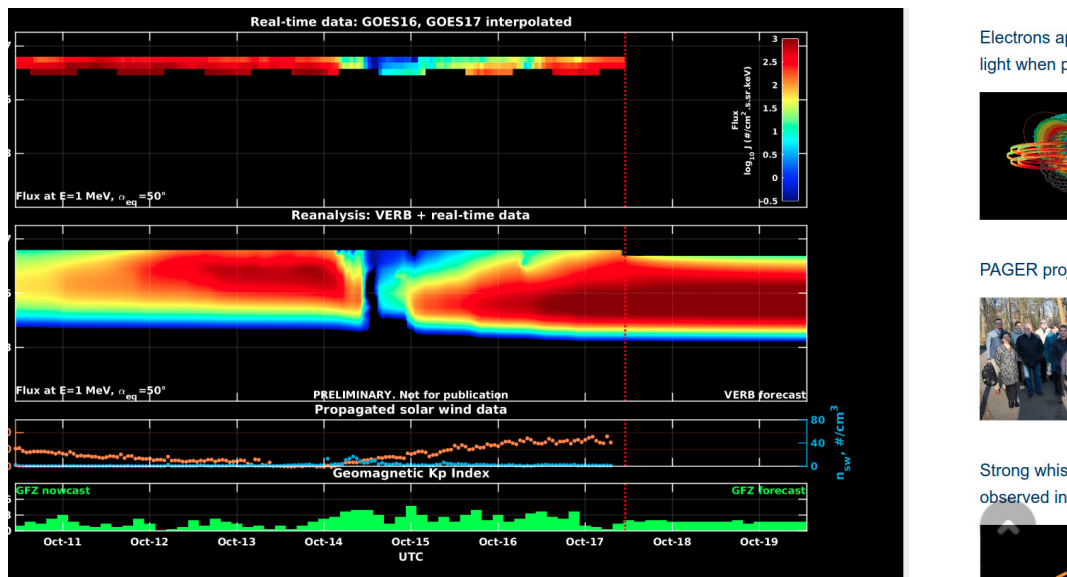 Real-time data: GOES16, GOES17 interpolated
3
2.5
2
1.5
1
0.5
0
-0.5
Flux
log10 J (#/cm2.s.sr.keV)
Flux at E=1 MeV, αeq=50°
Reanalysis: VERB + real-time data
Flux at E=1 MeV, αeq=50°
PRELIMINARY. Not for publication
VERB forecast
Propagated solar wind data
80
40
0
nsw, #/cm3
Geomagnetic Kp Index
GFZ nowcast
GFZ forecast
Oct-11 Oct-12 Oct-13 Oct-14 Oct-15 Oct-16 Oct-17 Oct-18 Oct-19
UTC
Electrons
light when
PAGER
Strong
observed in